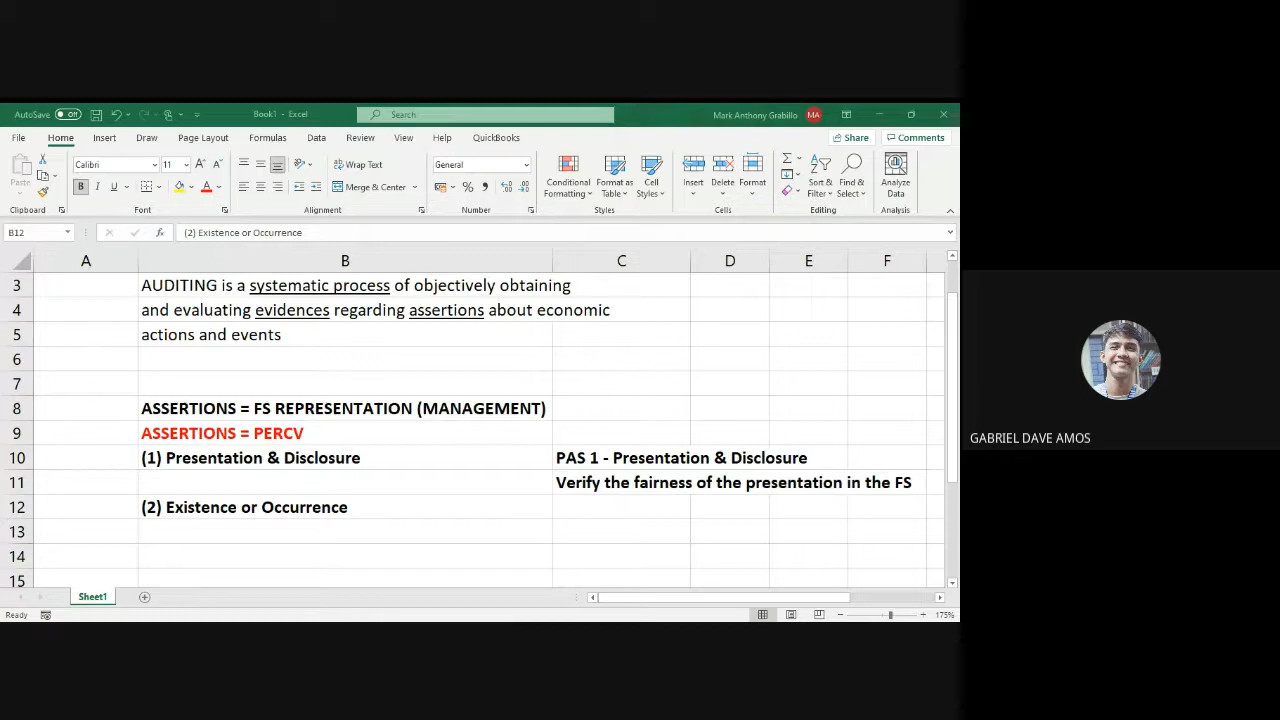 AutoSave Off Book1 - Excel Search Mark Anthony Grabillo MA
File Home Insert Draw Page Layout Formulas Data Review View Help QuickBooks Share Comments
Paste Calibri 11 Wrap Text General Conditional Formatting Format as Table Cell Styles Insert Delete Format Sort & Filter Find & Select Analyze Data
B I U Merge & Center
Clipboard Font Alignment Number Styles Cells Editing Analysis
B12 fx (2) Existence or Occurrence
A B C D E F
3 AUDITING is a systematic process of objectively obtaining
4 and evaluating evidences regarding assertions about economic
5 actions and events
6
7
8 ASSERTIONS = FS REPRESENTATION (MANAGEMENT)
9 ASSERTIONS = PERCV
10 (1) Presentation & Disclosure PAS 1 - Presentation & Disclosure
11 Verify the fairness of the presentation in the FS
12 (2) Existence or Occurrence
13
14
15
Sheet1
Ready 175%
GABRIEL DAVE AMOS